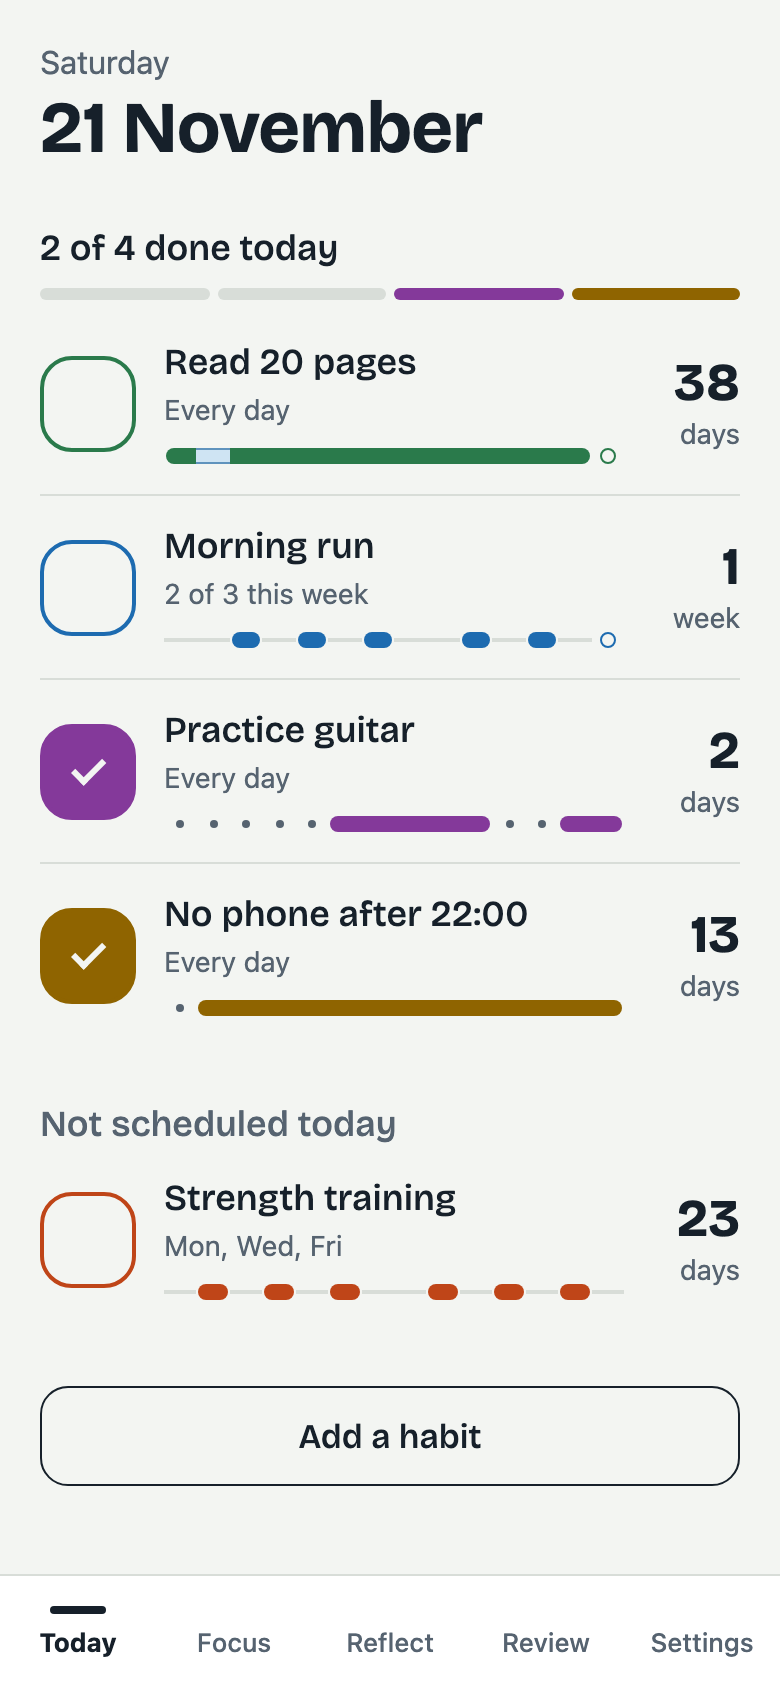 Saturday
21 November
2 of 4 done today
Read 20 pages
Every day
38
days
Morning run
2 of 3 this week
1
week
Practice guitar
Every day
2
days
No phone after 22:00
Every day
13
days
Not scheduled today
Strength training
Mon, Wed, Fri
23
days
Add a habit
Today
Focus
Reflect
Review
Settings